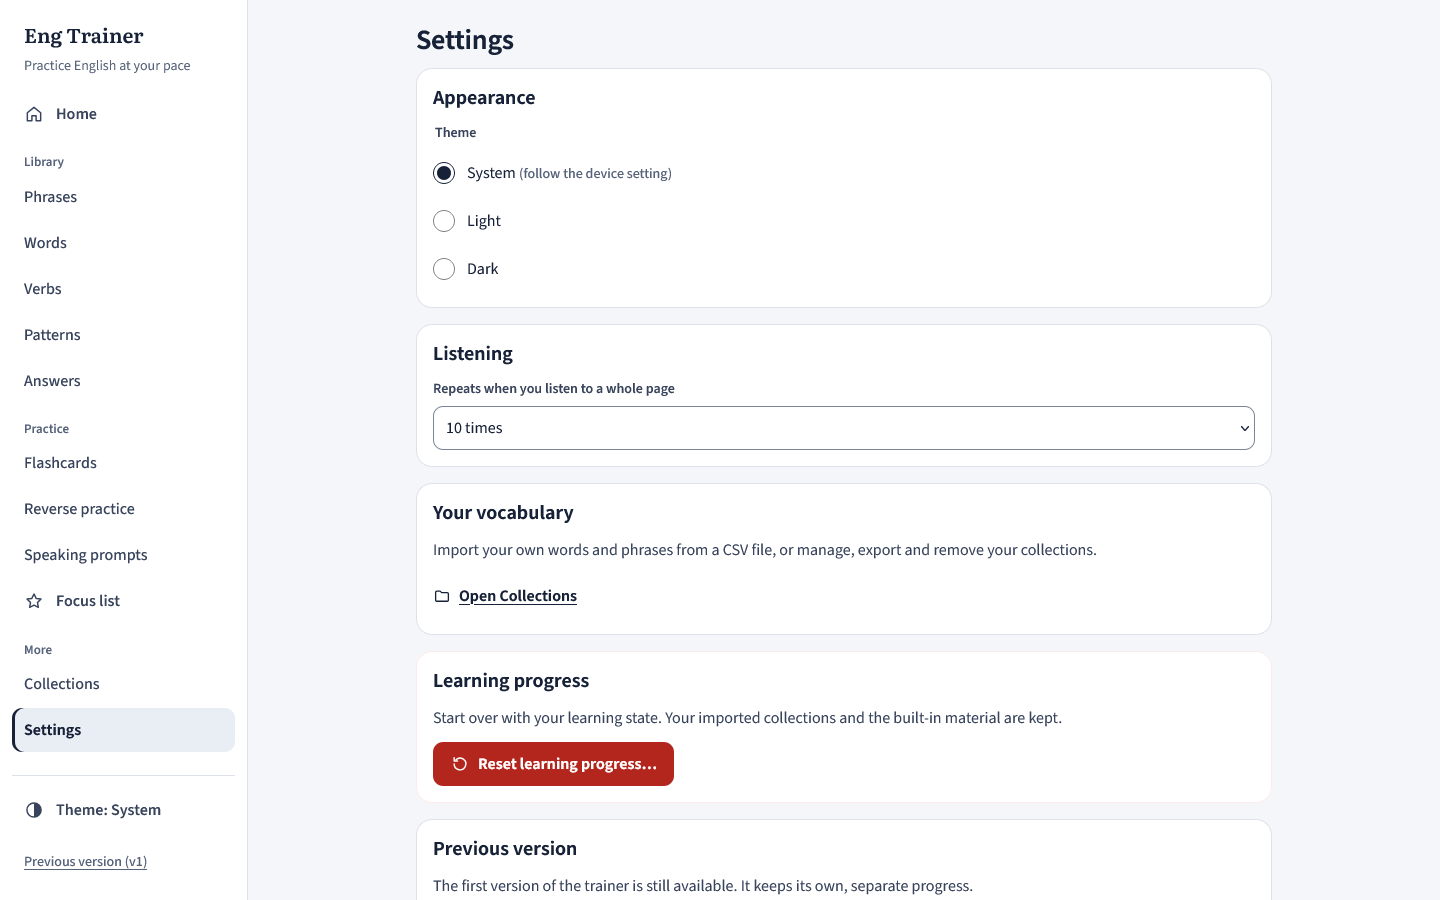 Eng Trainer
Practice English at your pace
Home
Library
Phrases
Words
Verbs
Patterns
Answers
Practice
Flashcards
Reverse practice
Speaking prompts
Focus list
More
Collections
Settings
Theme: System
Previous version (v1)
Settings
Appearance
Theme
System (follow the device setting)
Light
Dark
Listening
Repeats when you listen to a whole page
10 times
Your vocabulary
Import your own words and phrases from a CSV file, or manage, export and remove your collections.
Open Collections
Learning progress
Start over with your learning state. Your imported collections and the built-in material are kept.
Reset learning progress…
Previous version
The first version of the trainer is still available. It keeps its own, separate progress.